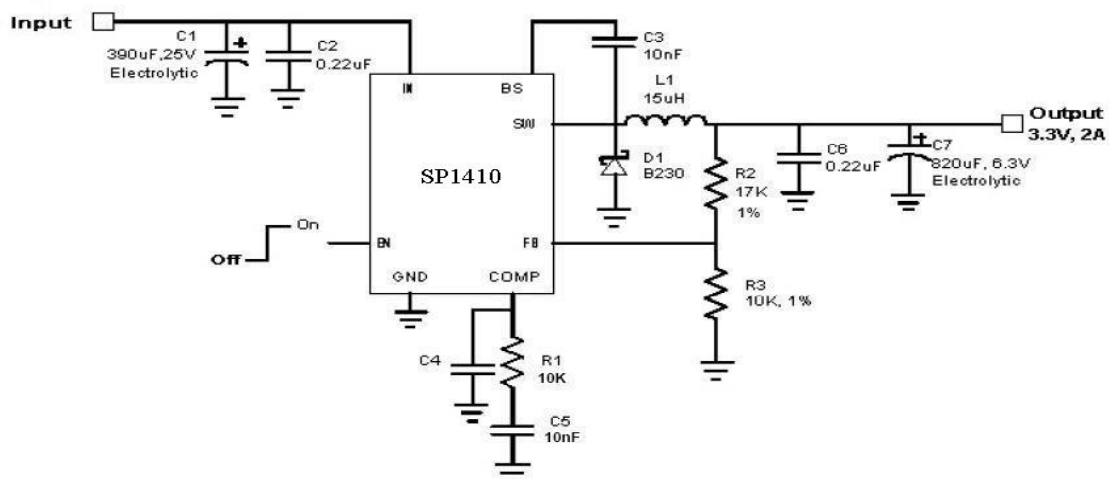 Input
C1
390uF,25V
Electrolytic
C2
0.22uF
C3
10nF
L1
15uH
IN
BS
SW
SP1410
D1
B230
Output
3.3V, 2A
C6
0.22uF
C7
820uF, 6.3V
Electrolytic
R2
17K
1%
On
Off
EN
FB
GND
COMP
R3
10K, 1%
C4
R1
10K
C5
10nF